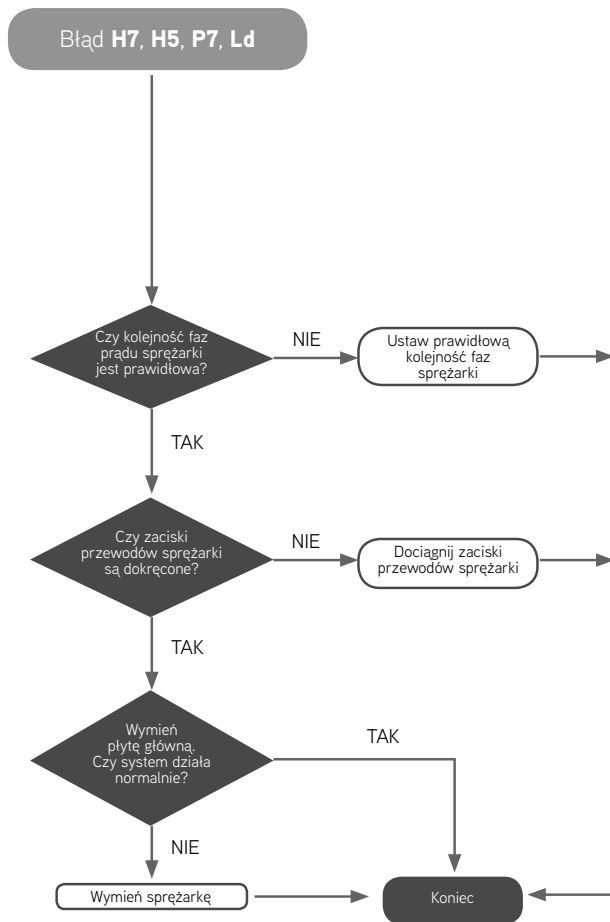 Błąd H7, H5, P7, Ld
Czy kolejność faz
prądu sprężarki
jest prawidłowa?
NIE
Ustaw prawidłową
kolejność faz
sprężarki
TAK
Czy zaciski
przewodów sprężarki
są dokręcone?
NIE
Dociągnij zaciski
przewodów sprężarki
TAK
Wymień
płytę główną.
Czy system działa
normalnie?
TAK
NIE
Wymień sprężarkę
Koniec